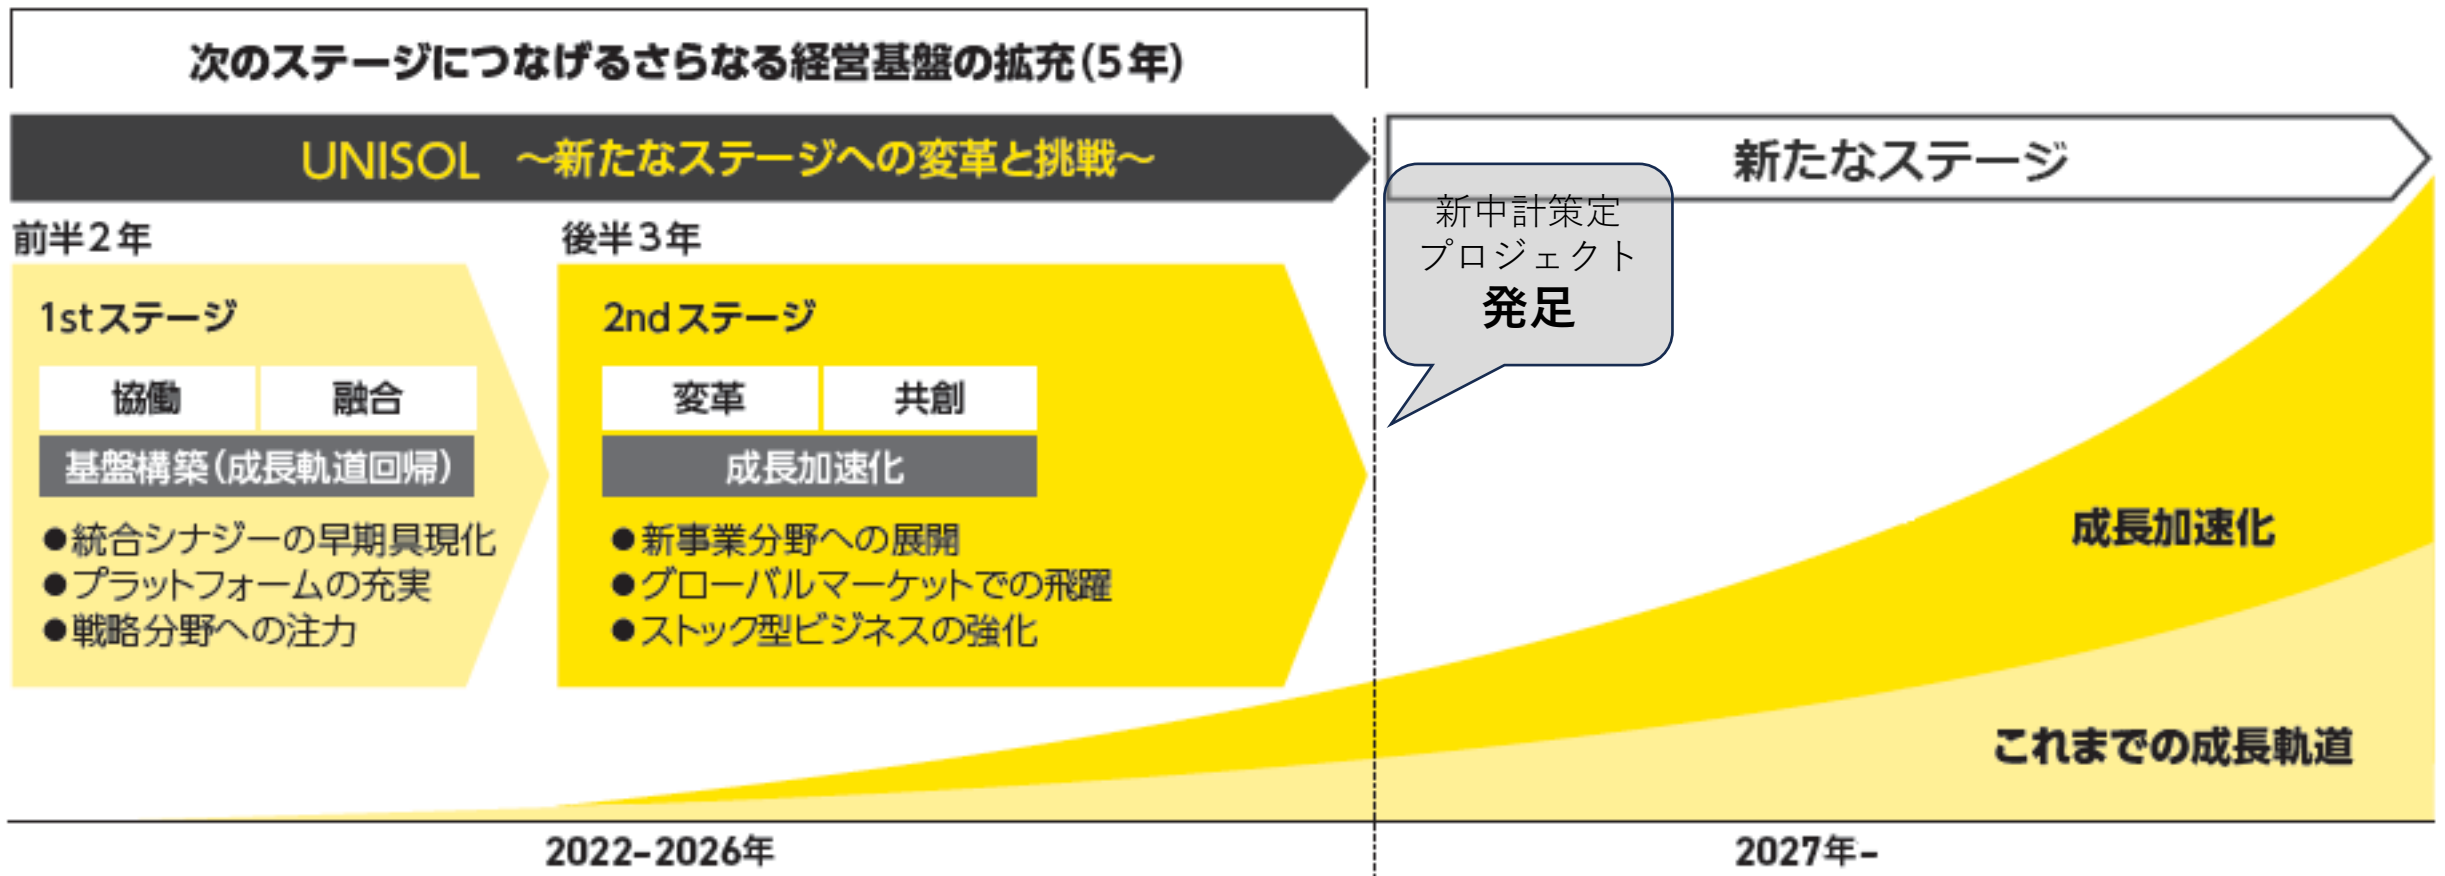 次のステージにつなげるさらなる経営基盤の拡充(5年)
UNISOL ～新たなステージへの変革と挑戦～
新たなステージ
新中計策定
プロジェクト
発足
前半2年
1stステージ
協働 融合
基盤構築(成長軌道回帰)
●統合シナジーの早期具現化
●プラットフォームの充実
●戦略分野への注力
後半3年
2ndステージ
変革 共創
成長加速化
●新事業分野への展開
●グローバルマーケットでの飛躍
●ストック型ビジネスの強化
成長加速化
これまでの成長軌道
2022–2026年
2027年–